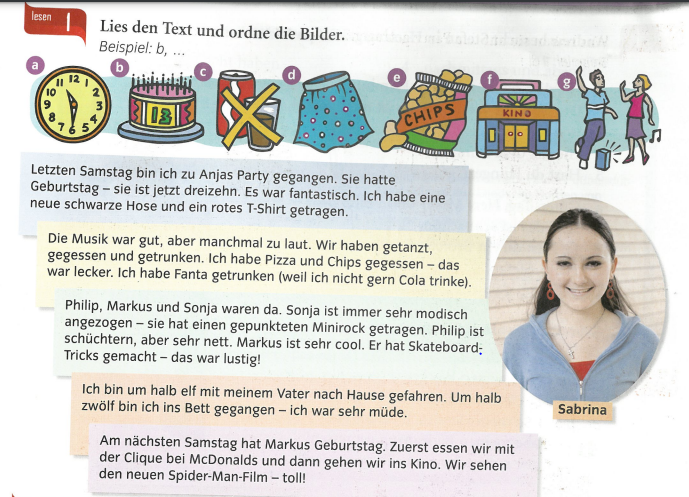 lesen
1
Lies den Text und ordne die Bilder.
Beispiel: b, ...
a
b
c
d
e
f
g
11 12 1
10 2
9 3
8 4
7 6 5
13
CHIPS
KINO
Letzten Samstag bin ich zu Anjas Party gegangen. Sie hatte
Geburtstag – sie ist jetzt dreizehn. Es war fantastisch. Ich habe eine
neue schwarze Hose und ein rotes T-Shirt getragen.
Die Musik war gut, aber manchmal zu laut. Wir haben getanzt,
gegessen und getrunken. Ich habe Pizza und Chips gegessen – das
war lecker. Ich habe Fanta getrunken (weil ich nicht gern Cola trinke).
Philip, Markus und Sonja waren da. Sonja ist immer sehr modisch
angezogen – sie hat einen gepunkteten Minirock getragen. Philip ist
schüchtern, aber sehr nett. Markus ist sehr cool. Er hat Skateboard-
Tricks gemacht – das war lustig!
Ich bin um halb elf mit meinem Vater nach Hause gefahren. Um halb
zwölf bin ich ins Bett gegangen – ich war sehr müde.
Am nächsten Samstag hat Markus Geburtstag. Zuerst essen wir mit
der Clique bei McDonalds und dann gehen wir ins Kino. Wir sehen
den neuen Spider-Man-Film – toll!
Sabrina